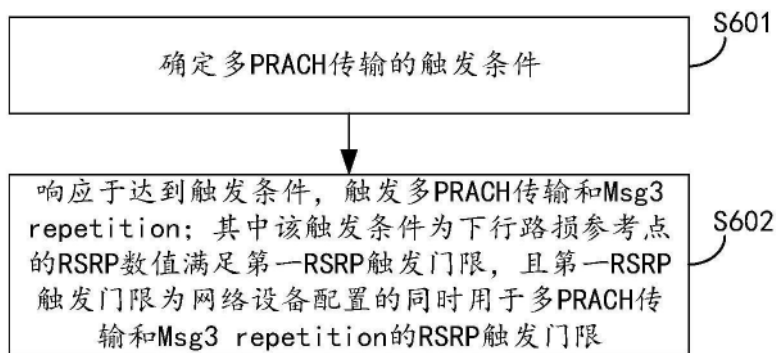 S601
确定多PRACH传输的触发条件
响应于达到触发条件，触发多PRACH传输和Msg3
repetition；其中该触发条件为下行路损参考点
的RSRP数值满足第一RSRP触发门限，且第一RSRP
触发门限为网络设备配置的同时用于多PRACH传
输和Msg3 repetition的RSRP触发门限
S602